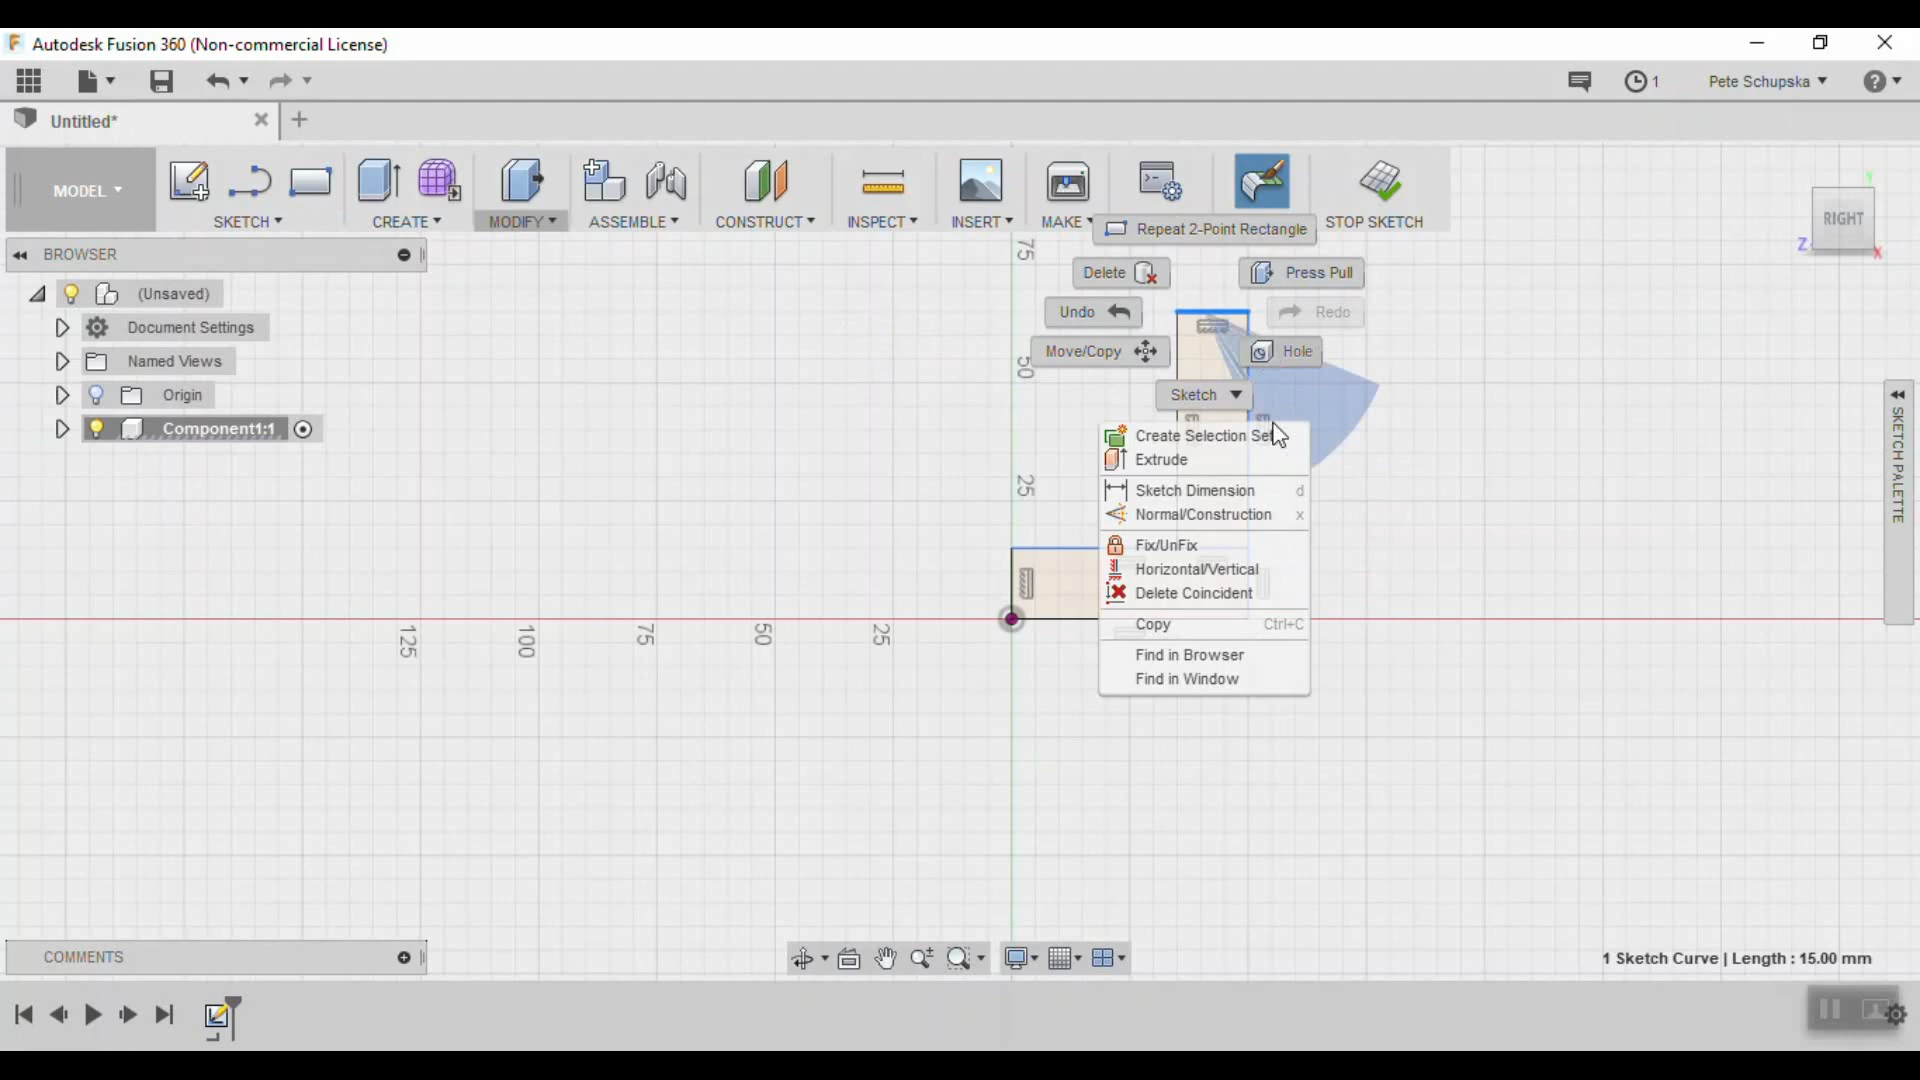 Autodesk Fusion 360 (Non-commercial License)
1
Pete Schupska
?
Untitled*
MODEL
SKETCH
CREATE
MODIFY
ASSEMBLE
CONSTRUCT
INSPECT
INSERT
MAKE
STOP SKETCH
RIGHT
Y
Z
X
BROWSER
(Unsaved)
Document Settings
Named Views
Origin
Component1:1
Repeat 2-Point Rectangle
Delete
Press Pull
Undo
Redo
Move/Copy
Hole
Sketch
Create Selection Set
Extrude
Sketch Dimension d
Normal/Construction x
Fix/UnFix
Horizontal/Vertical
Delete Coincident
Copy Ctrl+C
Find in Browser
Find in Window
75
50
25
125
100
75
50
25
SKETCH PALETTE
COMMENTS
1 Sketch Curve | Length : 15.00 mm